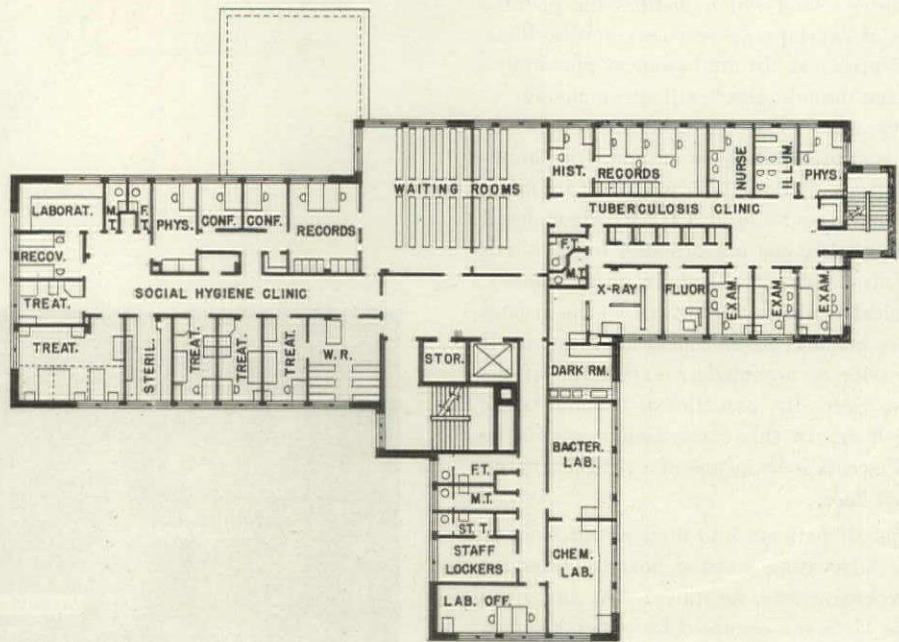 WAITING ROOMS
HIST.
RECORDS
NURSE
ILLUM.
PHYS.
TUBERCULOSIS CLINIC
LABORAT.
M.
T.
F.
T.
PHYS.
CONF.
CONF.
RECORDS
F.T.
M.T.
RECOV.
SOCIAL HYGIENE CLINIC
X-RAY
FLUOR
EXAM.
EXAM.
EXAM.
TREAT.
TREAT.
STERIL.
TREAT.
TREAT.
TREAT.
W.R.
STOR.
DARK RM.
BACTER.
LAB.
F.T.
M.T.
ST. T.
STAFF
LOCKERS
CHEM.
LAB.
LAB. OFF.